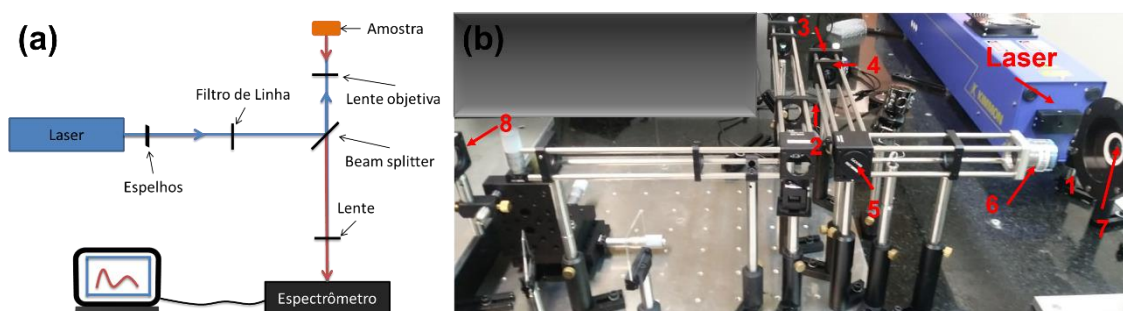 (a)
Amostra
Lente objetiva
Filtro de Linha
Laser
Beam splitter
Espelhos
Lente
Espectrômetro
(b)
3
4
Laser
KIMMON
1
8
2
5
6
1
7